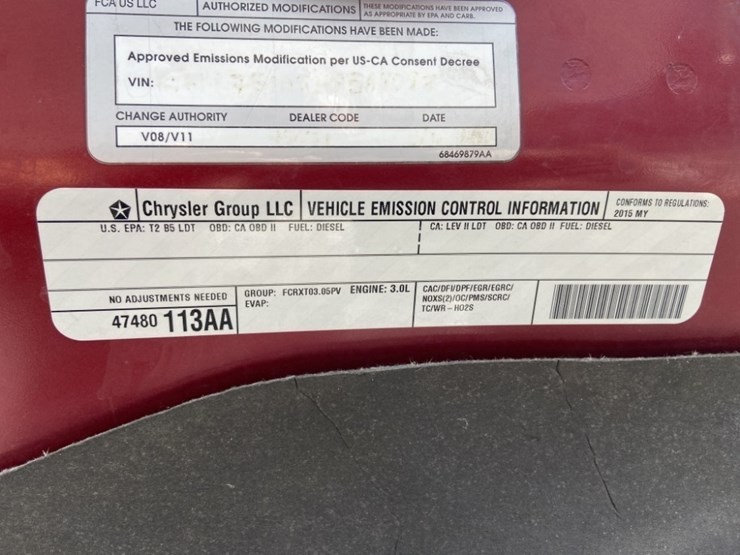 FCA US LLC AUTHORIZED MODIFICATIONS THESE MODIFICATIONS HAVE BEEN APPROVED
AS APPROPRIATE BY EPA AND CARB.
THE FOLLOWING MODIFICATIONS HAVE BEEN MADE:
Approved Emissions Modification per US-CA Consent Decree
VIN:
CHANGE AUTHORITY DEALER CODE DATE
V08/V11
68469879AA
Chrysler Group LLC VEHICLE EMISSION CONTROL INFORMATION CONFORMS TO REGULATIONS:
2015 MY
U.S. EPA: T2 B5 LDT OBD: CA OBD II FUEL: DIESEL CA: LEV II LDT OBD: CA OBD II FUEL: DIESEL
NO ADJUSTMENTS NEEDED
47480 113AA
GROUP: FCRXT03.05PV ENGINE: 3.0L
EVAP:
CAC/DFI/DPF/EGR/EGRC/
NOXS(2)/OC/PMS/SCRC/
TC/WR-HO2S